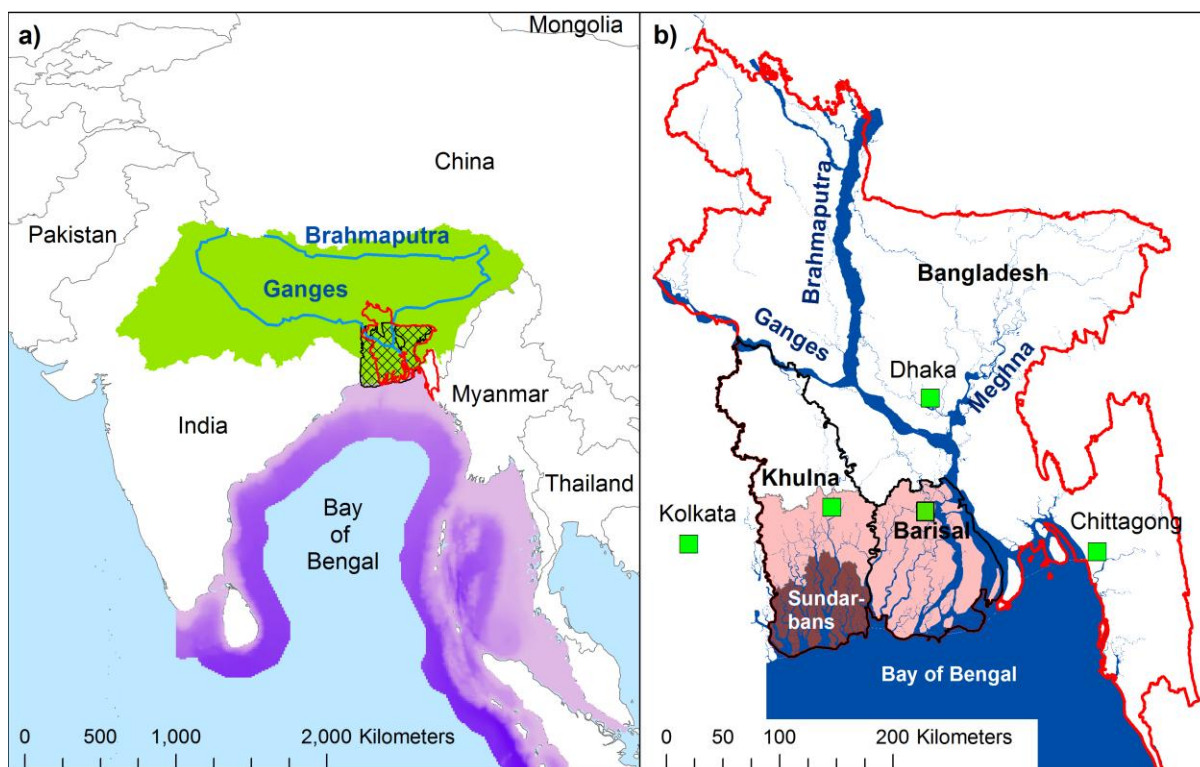 a)
Mongolia
China
Pakistan
Brahmaputra
Ganges
Myanmar
India
Thailand
Bay
of
Bengal
0 500 1,000 2,000 Kilometers
b)
Brahmaputra
Bangladesh
Ganges
Dhaka
Meghna
Khulna
Kolkata
Barisal
Chittagong
Sundar-
bans
Bay of Bengal
0 50 100 200 Kilometers